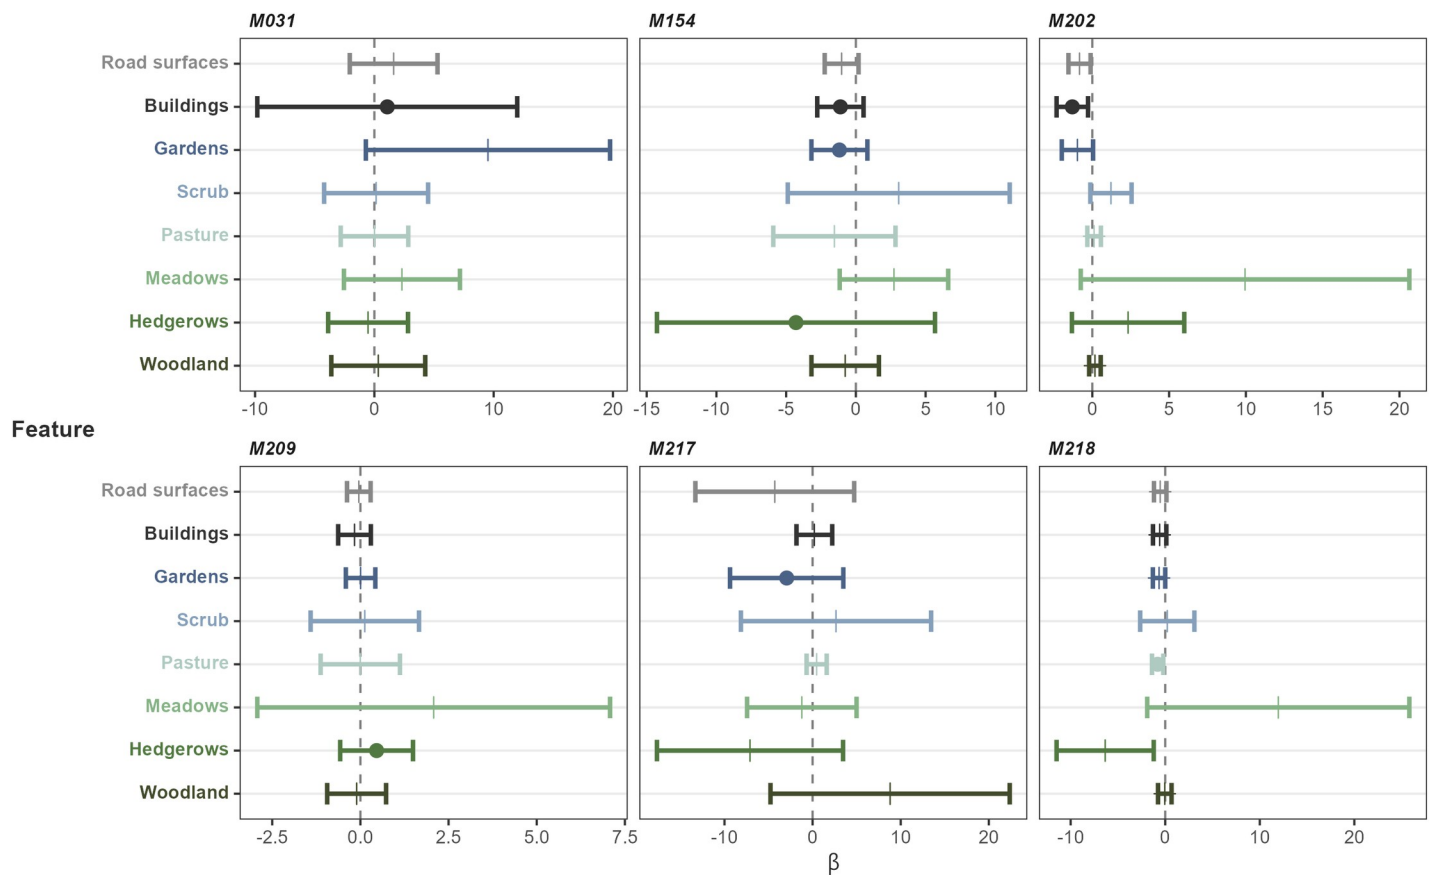 M031 M154 M202
Road surfaces
Buildings
Gardens
Scrub
Pasture
Meadows
Hedgerows
Woodland
-10 0 10 20 -15 -10 -5 0 5 10 0 5 10 15 20
Feature
M209 M217 M218
Road surfaces
Buildings
Gardens
Scrub
Pasture
Meadows
Hedgerows
Woodland
-2.5 0.0 2.5 5.0 7.5 -10 0 10 20 -10 0 10 20
β